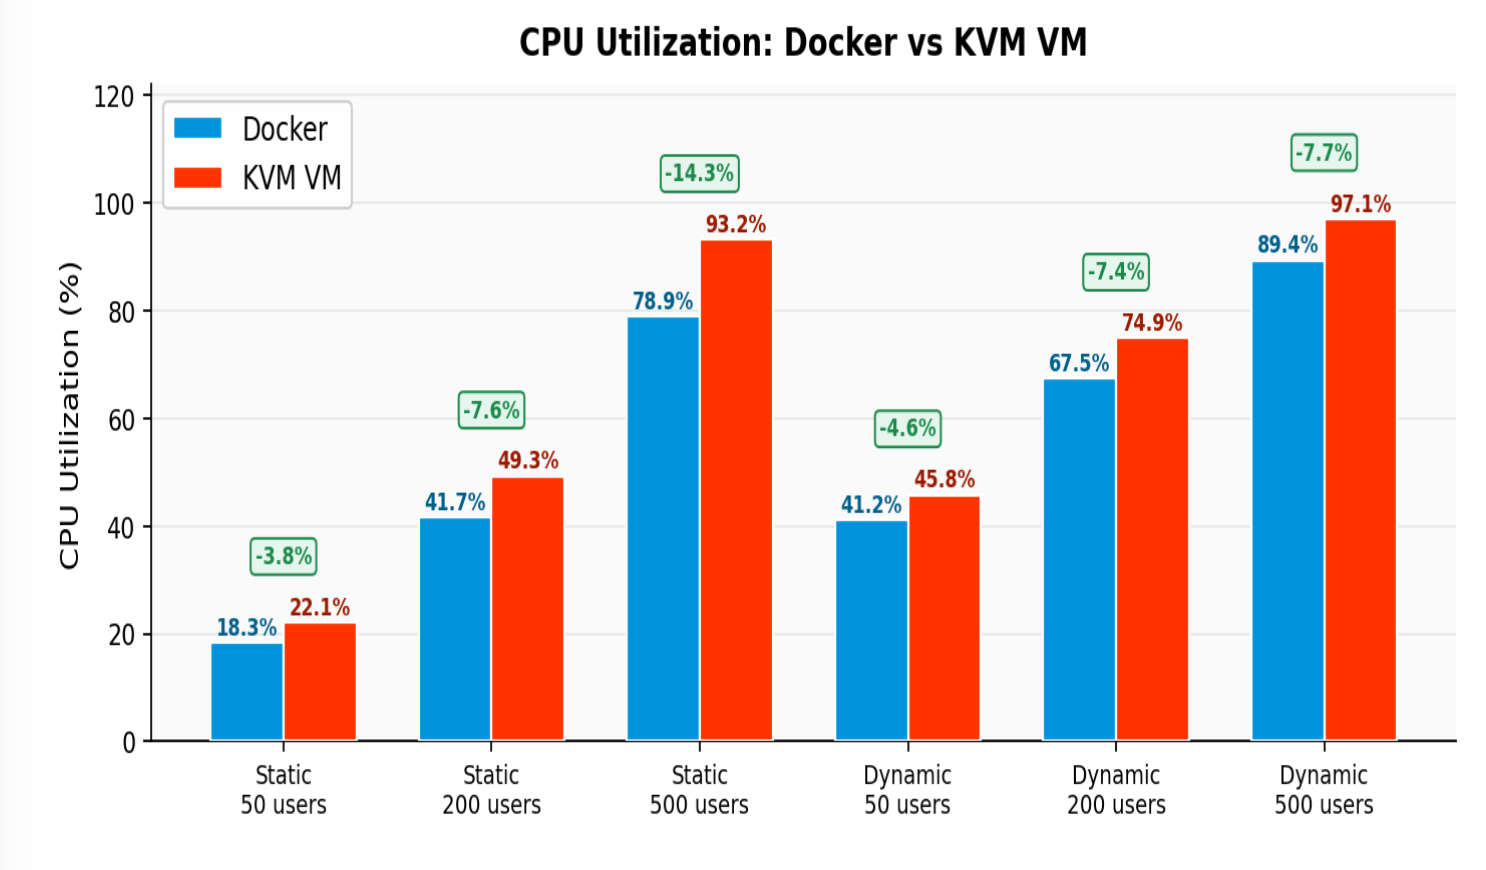 CPU Utilization: Docker vs KVM VM
Docker
KVM VM
CPU Utilization (%)
120
100
80
60
40
20
0
-3.8%
18.3%
22.1%
-7.6%
41.7%
49.3%
-14.3%
78.9%
93.2%
-4.6%
41.2%
45.8%
-7.4%
67.5%
74.9%
-7.7%
89.4%
97.1%
Static
50 users
Static
200 users
Static
500 users
Dynamic
50 users
Dynamic
200 users
Dynamic
500 users